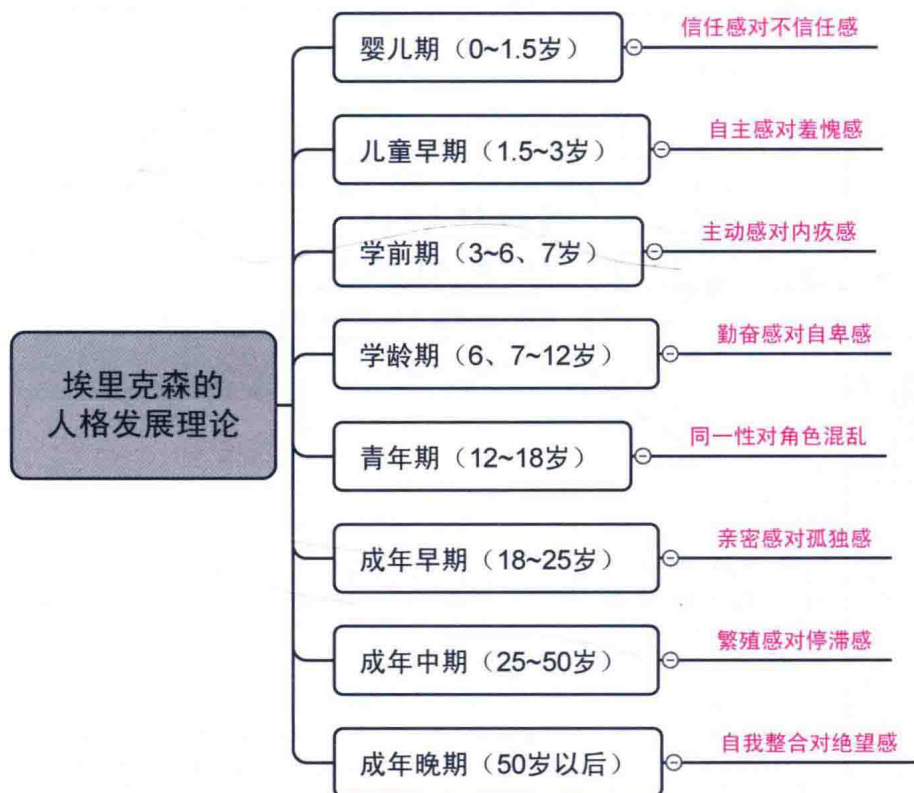 婴儿期（0~1.5岁）
信任感对不信任感
儿童早期（1.5~3岁）
自主感对羞愧感
学前期（3~6、7岁）
主动感对内疚感
学龄期（6、7~12岁）
勤奋感对自卑感
埃里克森的
人格发展理论
青年期（12~18岁）
同一性对角色混乱
成年早期（18~25岁）
亲密感对孤独感
成年中期（25~50岁）
繁殖感对停滞感
成年晚期（50岁以后）
自我整合对绝望感